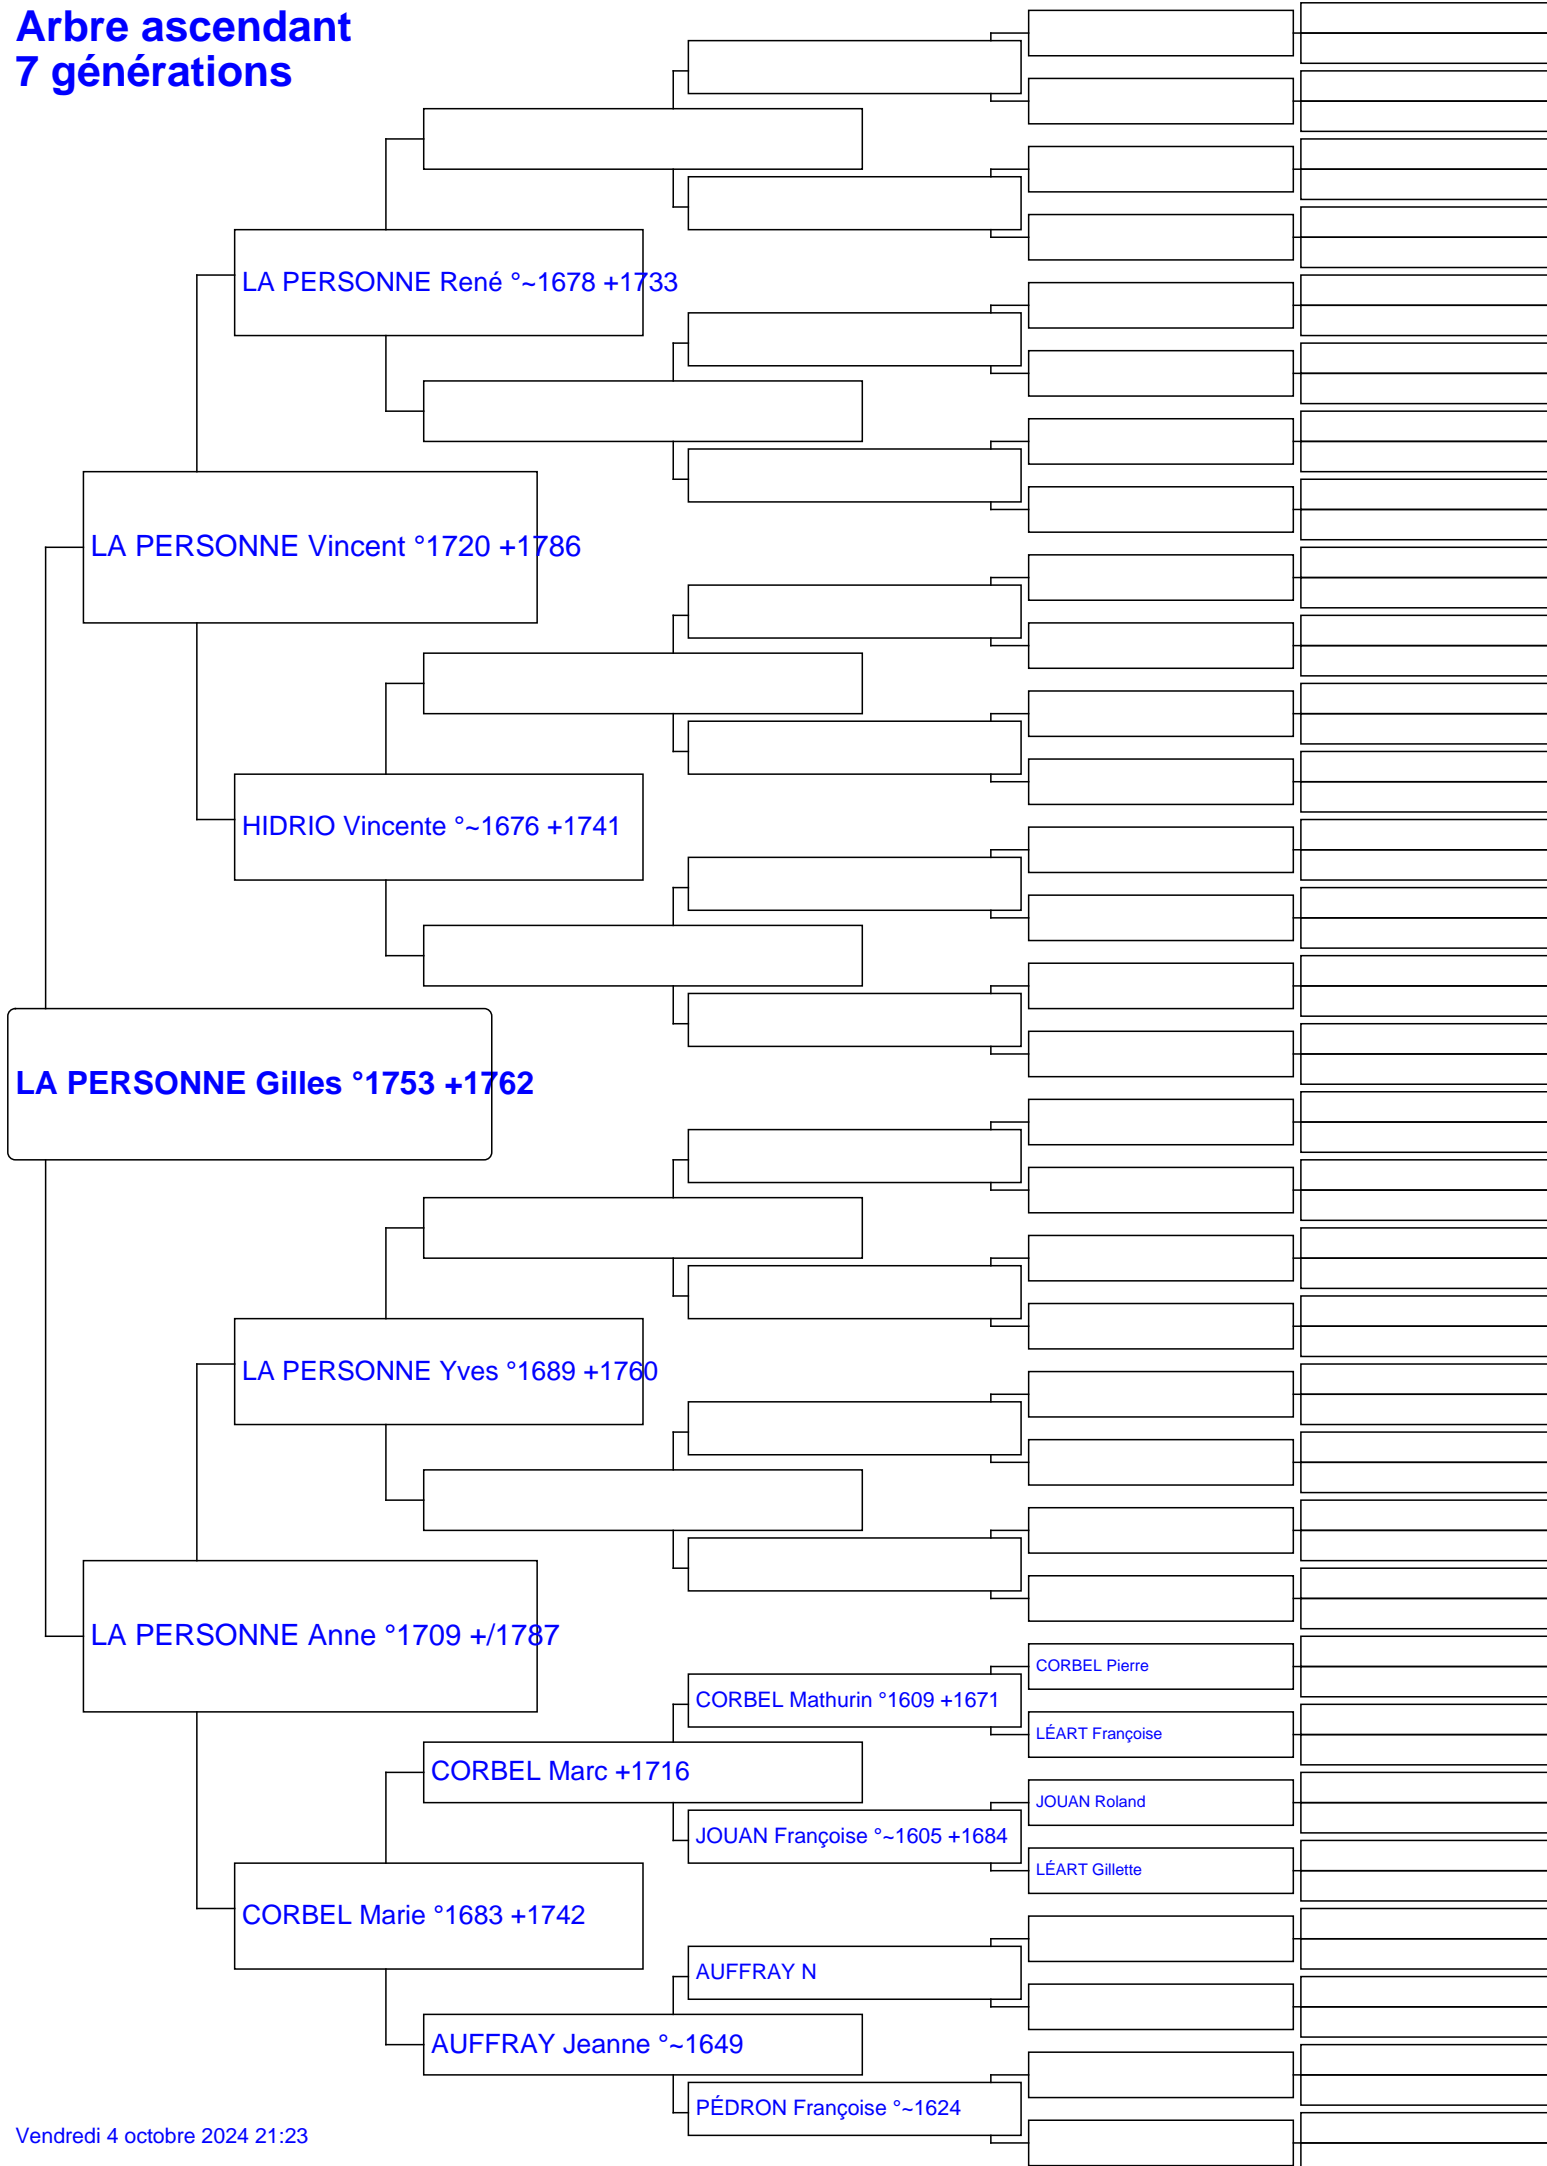 Arbre ascendant
7 générations
LA PERSONNE René °~1678 +1733
LA PERSONNE Vincent °1720 +1786
HIDRIO Vincente °~1676 +1741
LA PERSONNE Gilles °1753 +1762
LA PERSONNE Yves °1689 +1760
LA PERSONNE Anne °1709 +/1787
CORBEL Pierre
CORBEL Mathurin °1609 +1671
LÉART Françoise
CORBEL Marc +1716
JOUAN Roland
JOUAN Françoise °~1605 +1684
LÉART Gillette
CORBEL Marie °1683 +1742
AUFFRAY N
AUFFRAY Jeanne °~1649
PÉDRON Françoise °~1624
Vendredi 4 octobre 2024 21:23